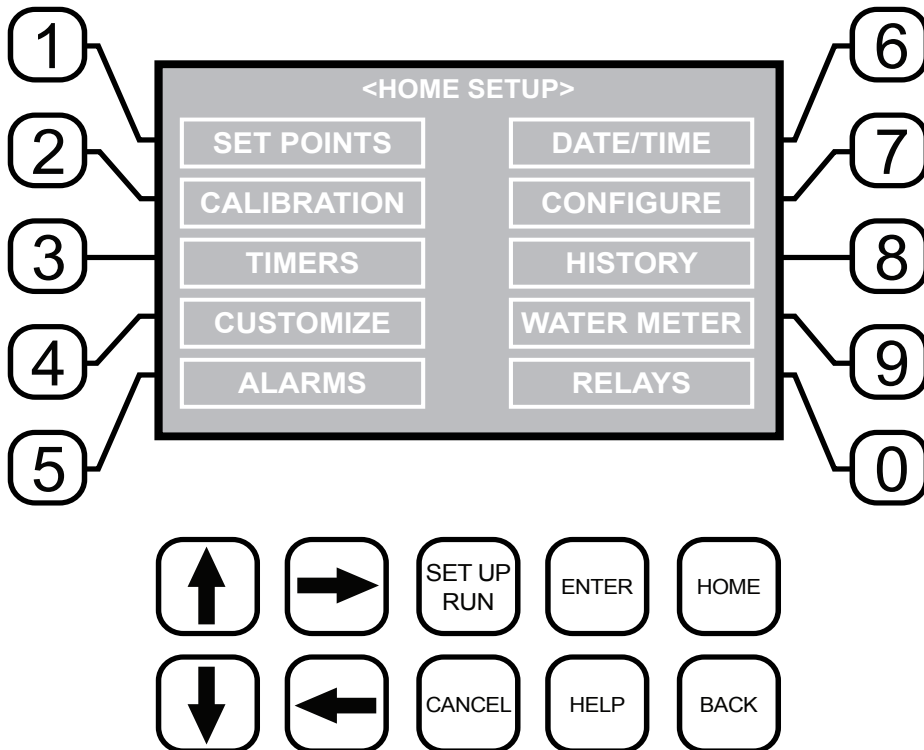 <HOME SETUP>
1
SET POINTS
DATE/TIME
6
2
CALIBRATION
CONFIGURE
7
3
TIMERS
HISTORY
8
4
CUSTOMIZE
WATER METER
9
5
ALARMS
RELAYS
0
SET UP
RUN
ENTER
HOME
CANCEL
HELP
BACK